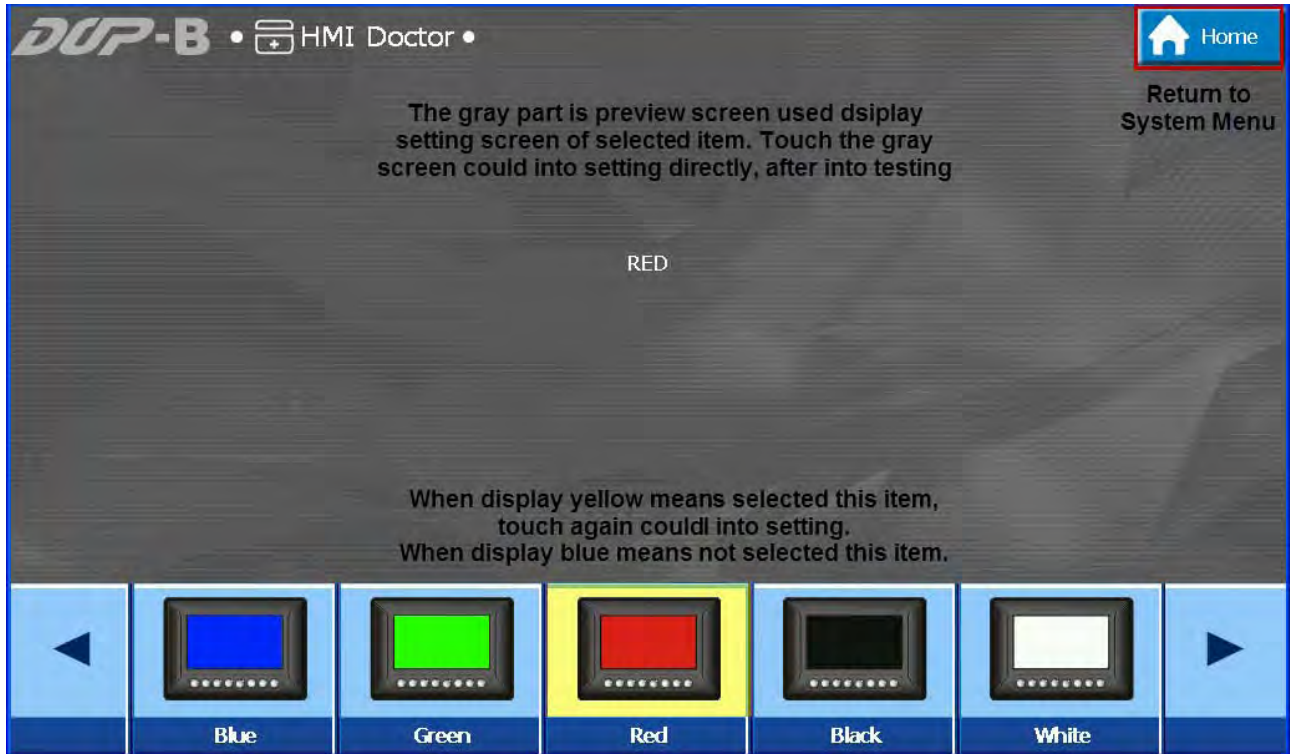 DOP-B • HMI Doctor •
Home
Return to
System Menu
The gray part is preview screen used dsiplay
setting screen of selected item. Touch the gray
screen could into setting directly, after into testing
RED
When display yellow means selected this item,
touch again couldl into setting.
When display blue means not selected this item.
Blue
Green
Red
Black
White